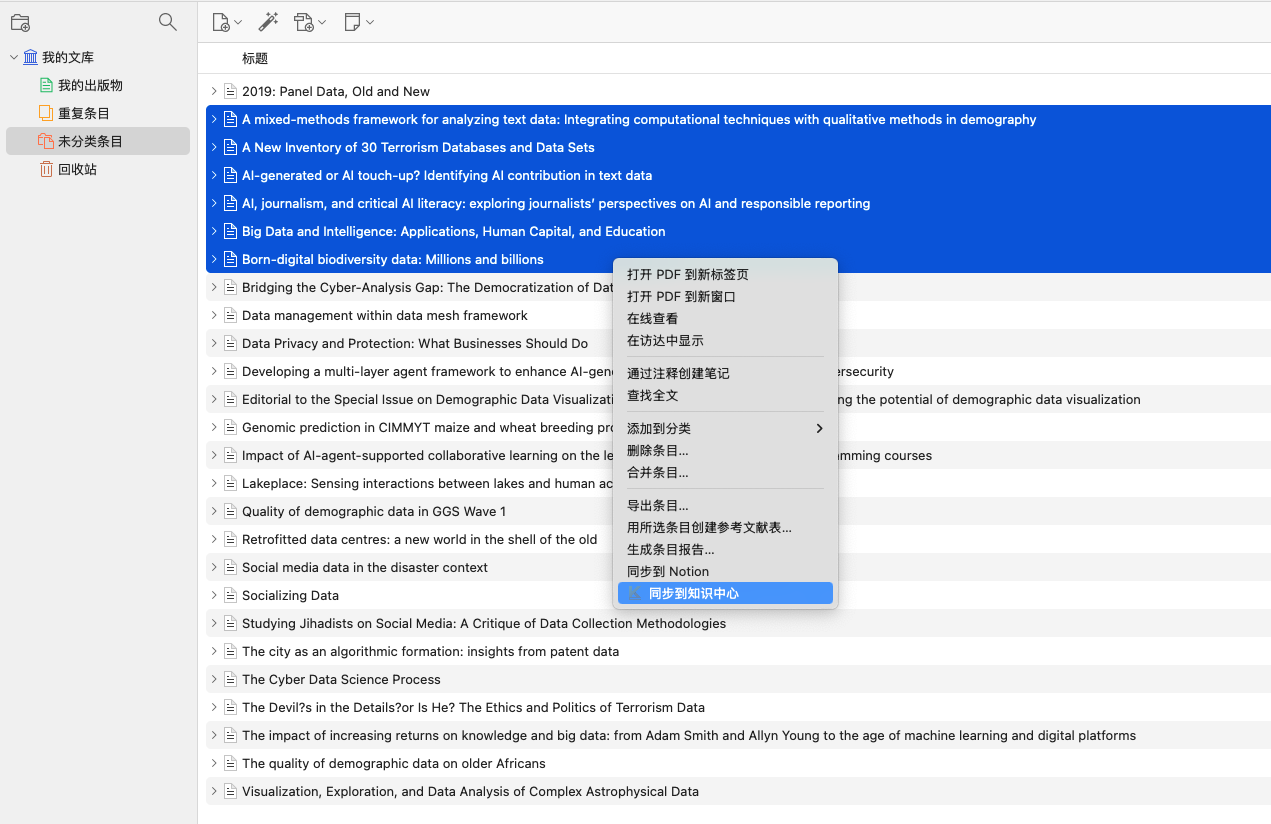 我的文库
我的出版物
重复条目
未分类条目
回收站
标题
2019: Panel Data, Old and New
A mixed-methods framework for analyzing text data: Integrating computational techniques with qualitative methods in demography
A New Inventory of 30 Terrorism Databases and Data Sets
AI-generated or AI touch-up? Identifying AI contribution in text data
AI, journalism, and critical AI literacy: exploring journalists’ perspectives on AI and responsible reporting
Big Data and Intelligence: Applications, Human Capital, and Education
Born-digital biodiversity data: Millions and billions
Bridging the Cyber-Analysis Gap: The Democratization of Dat
Data management within data mesh framework
Data Privacy and Protection: What Businesses Should Do
Developing a multi-layer agent framework to enhance AI-gen ersecurity
Editorial to the Special Issue on Demographic Data Visualizati ng the potential of demographic data visualization
Genomic prediction in CIMMYT maize and wheat breeding pro
Impact of AI-agent-supported collaborative learning on the le mming courses
Lakeplace: Sensing interactions between lakes and human ac
Quality of demographic data in GGS Wave 1
Retrofitted data centres: a new world in the shell of the old
Social media data in the disaster context
Socializing Data
Studying Jihadists on Social Media: A Critique of Data Collection Methodologies
The city as an algorithmic formation: insights from patent data
The Cyber Data Science Process
The Devil?s in the Details?or Is He? The Ethics and Politics of Terrorism Data
The impact of increasing returns on knowledge and big data: from Adam Smith and Allyn Young to the age of machine learning and digital platforms
The quality of demographic data on older Africans
Visualization, Exploration, and Data Analysis of Complex Astrophysical Data
打开 PDF 到新标签页
打开 PDF 到新窗口
在线查看
在访达中显示
通过注释创建笔记
查找全文
添加到分类
删除条目...
合并条目...
导出条目...
用所选条目创建参考文献表...
生成条目报告...
同步到 Notion
同步到知识中心